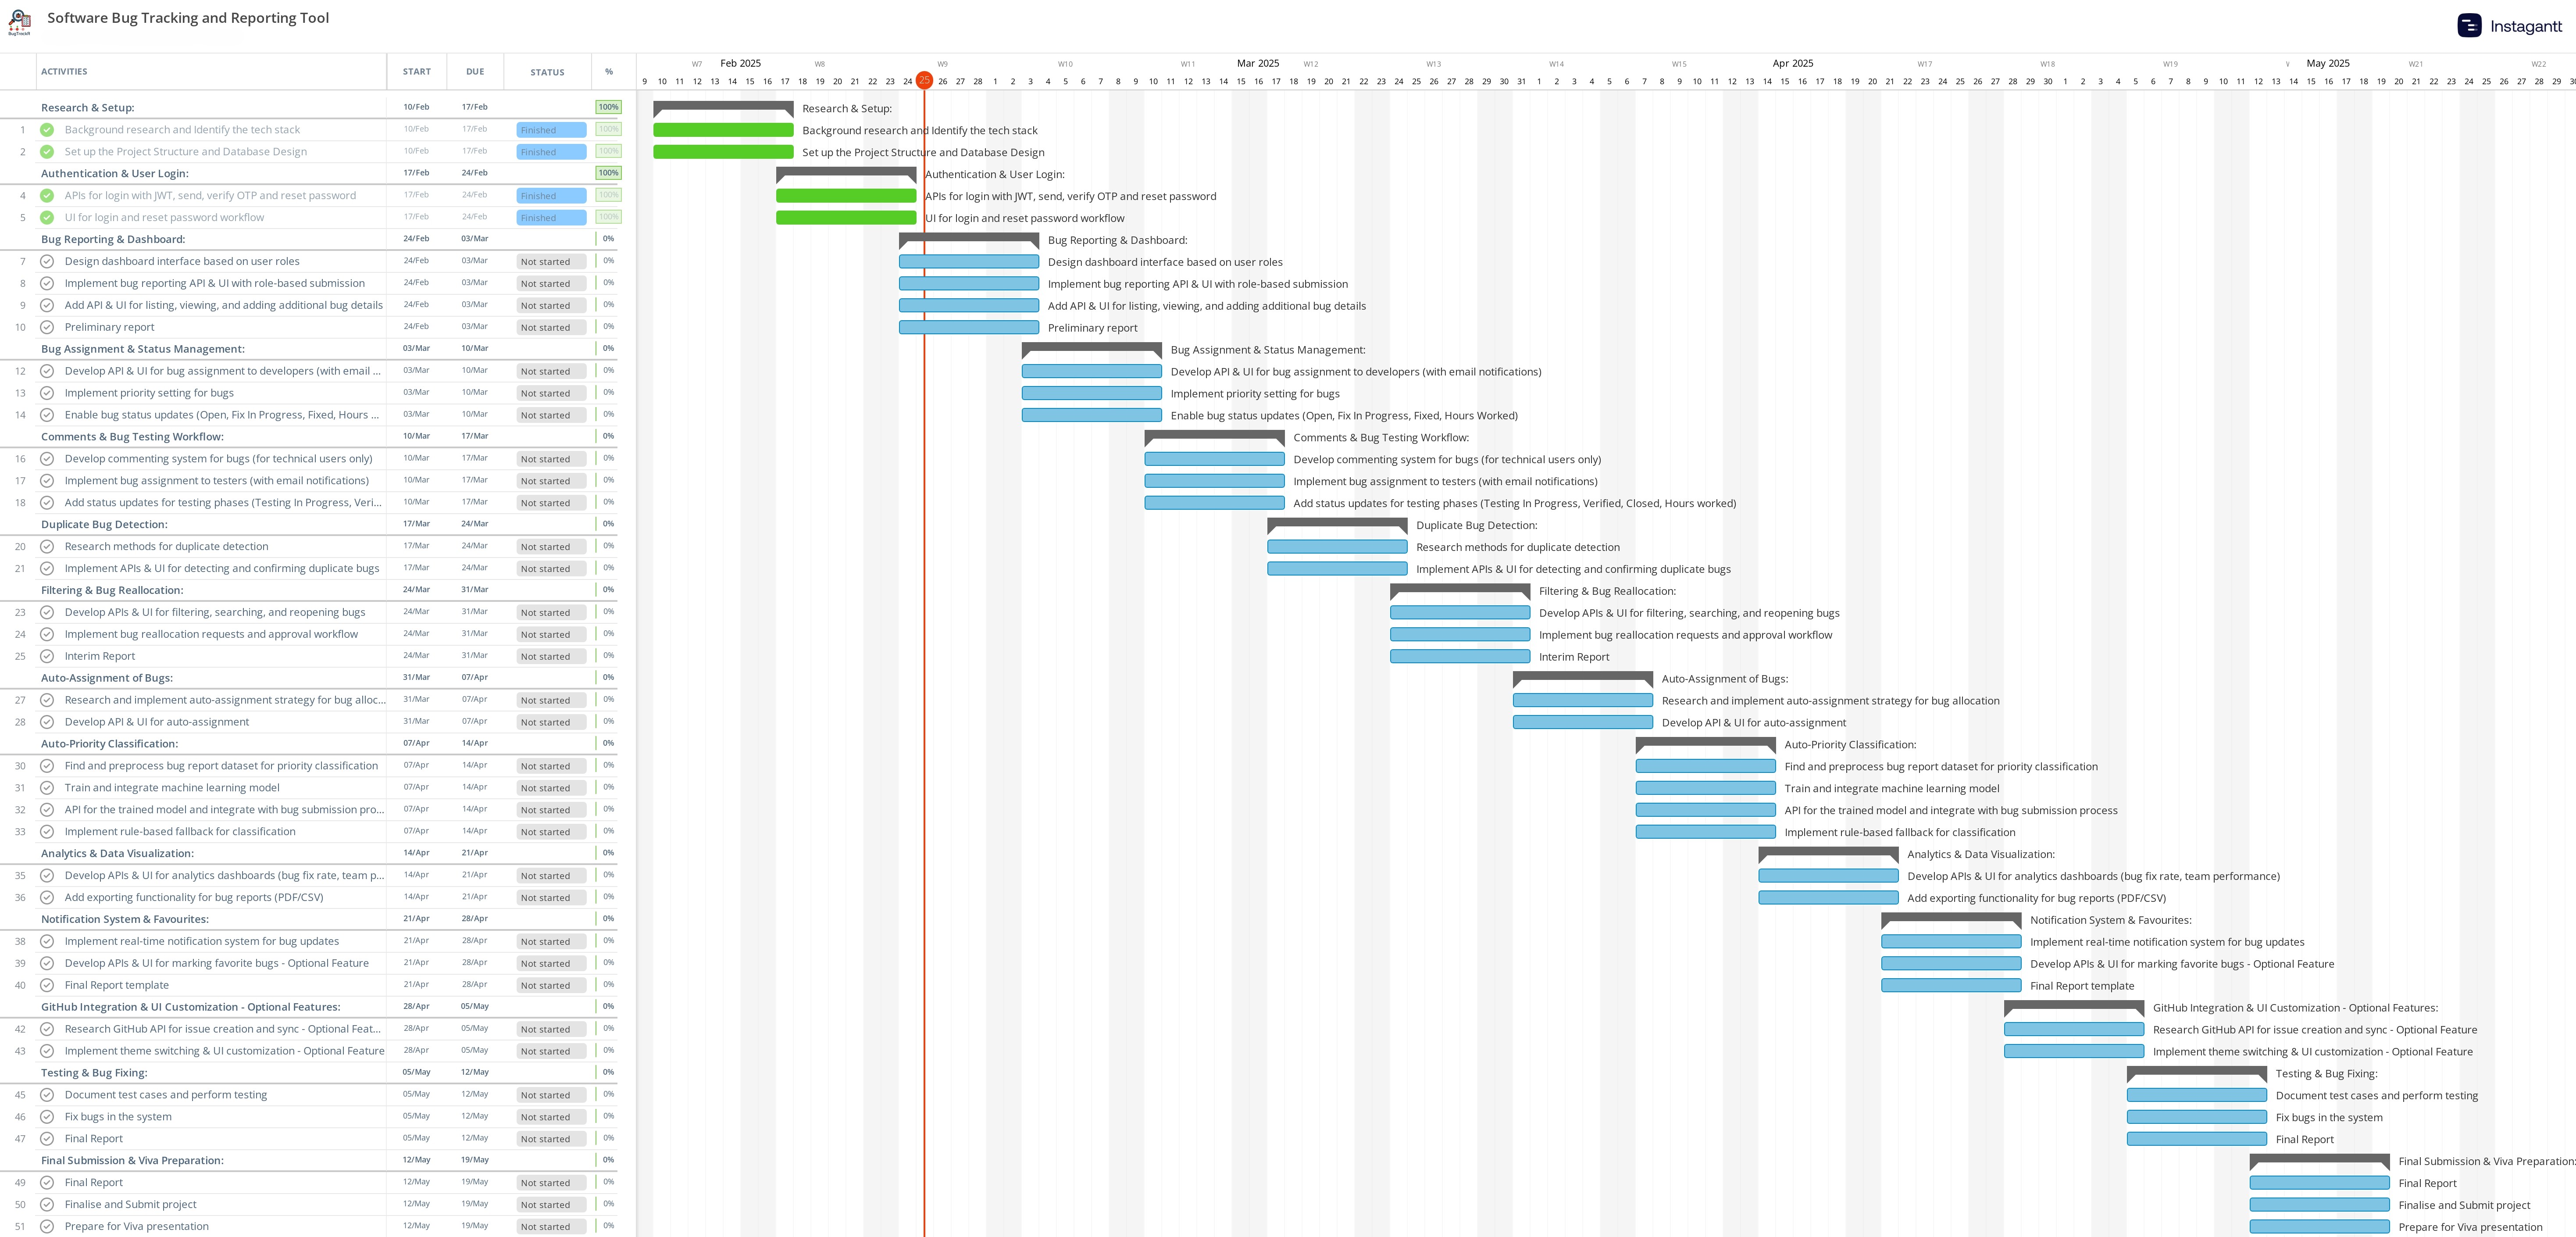 Software Bug Tracking and Reporting Tool
BugTrackR
Instagantt
ACTIVITIES START DUE STATUS %
W7 Feb 2025 W8 W9 W10 W11 Mar 2025 W12 W13 W14 W15 Apr 2025 W17 W18 W19 W May 2025 W21 W22
9 10 11 12 13 14 15 16 17 18 19 20 21 22 23 24 25 26 27 28 1 2 3 4 5 6 7 8 9 10 11 12 13 14 15 16 17 18 19 20 21 22 23 24 25 26 27 28 29 30 31 1 2 3 4 5 6 7 8 9 10 11 12 13 14 15 16 17 18 19 20 21 22 23 24 25 26 27 28 29 30 1 2 3 4 5 6 7 8 9 10 11 12 13 14 15 16 17 18 19 20 21 22 23 24 25 26 27 28 29 30
Research & Setup: 10/Feb 17/Feb 100% Research & Setup:
1 Background research and Identify the tech stack 10/Feb 17/Feb Finished 100% Background research and Identify the tech stack
2 Set up the Project Structure and Database Design 10/Feb 17/Feb Finished 100% Set up the Project Structure and Database Design
Authentication & User Login: 17/Feb 24/Feb 100% Authentication & User Login:
4 APIs for login with JWT, send, verify OTP and reset password 17/Feb 24/Feb Finished 100% APIs for login with JWT, send, verify OTP and reset password
5 UI for login and reset password workflow 17/Feb 24/Feb Finished 100% UI for login and reset password workflow
Bug Reporting & Dashboard: 24/Feb 03/Mar 0% Bug Reporting & Dashboard:
7 Design dashboard interface based on user roles 24/Feb 03/Mar Not started 0% Design dashboard interface based on user roles
8 Implement bug reporting API & UI with role-based submission 24/Feb 03/Mar Not started 0% Implement bug reporting API & UI with role-based submission
9 Add API & UI for listing, viewing, and adding additional bug details 24/Feb 03/Mar Not started 0% Add API & UI for listing, viewing, and adding additional bug details
10 Preliminary report 24/Feb 03/Mar Not started 0% Preliminary report
Bug Assignment & Status Management: 03/Mar 10/Mar 0% Bug Assignment & Status Management:
12 Develop API & UI for bug assignment to developers (with email ... 03/Mar 10/Mar Not started 0% Develop API & UI for bug assignment to developers (with email notifications)
13 Implement priority setting for bugs 03/Mar 10/Mar Not started 0% Implement priority setting for bugs
14 Enable bug status updates (Open, Fix In Progress, Fixed, Hours ... 03/Mar 10/Mar Not started 0% Enable bug status updates (Open, Fix In Progress, Fixed, Hours Worked)
Comments & Bug Testing Workflow: 10/Mar 17/Mar 0% Comments & Bug Testing Workflow:
16 Develop commenting system for bugs (for technical users only) 10/Mar 17/Mar Not started 0% Develop commenting system for bugs (for technical users only)
17 Implement bug assignment to testers (with email notifications) 10/Mar 17/Mar Not started 0% Implement bug assignment to testers (with email notifications)
18 Add status updates for testing phases (Testing In Progress, Veri... 10/Mar 17/Mar Not started 0% Add status updates for testing phases (Testing In Progress, Verified, Closed, Hours worked)
Duplicate Bug Detection: 17/Mar 24/Mar 0% Duplicate Bug Detection:
20 Research methods for duplicate detection 17/Mar 24/Mar Not started 0% Research methods for duplicate detection
21 Implement APIs & UI for detecting and confirming duplicate bugs 17/Mar 24/Mar Not started 0% Implement APIs & UI for detecting and confirming duplicate bugs
Filtering & Bug Reallocation: 24/Mar 31/Mar 0% Filtering & Bug Reallocation:
23 Develop APIs & UI for filtering, searching, and reopening bugs 24/Mar 31/Mar Not started 0% Develop APIs & UI for filtering, searching, and reopening bugs
24 Implement bug reallocation requests and approval workflow 24/Mar 31/Mar Not started 0% Implement bug reallocation requests and approval workflow
25 Interim Report 24/Mar 31/Mar Not started 0% Interim Report
Auto-Assignment of Bugs: 31/Mar 07/Apr 0% Auto-Assignment of Bugs:
27 Research and implement auto-assignment strategy for bug alloc... 31/Mar 07/Apr Not started 0% Research and implement auto-assignment strategy for bug allocation
28 Develop API & UI for auto-assignment 31/Mar 07/Apr Not started 0% Develop API & UI for auto-assignment
Auto-Priority Classification: 07/Apr 14/Apr 0% Auto-Priority Classification:
30 Find and preprocess bug report dataset for priority classification 07/Apr 14/Apr Not started 0% Find and preprocess bug report dataset for priority classification
31 Train and integrate machine learning model 07/Apr 14/Apr Not started 0% Train and integrate machine learning model
32 API for the trained model and integrate with bug submission pro... 07/Apr 14/Apr Not started 0% API for the trained model and integrate with bug submission process
33 Implement rule-based fallback for classification 07/Apr 14/Apr Not started 0% Implement rule-based fallback for classification
Analytics & Data Visualization: 14/Apr 21/Apr 0% Analytics & Data Visualization:
35 Develop APIs & UI for analytics dashboards (bug fix rate, team p... 14/Apr 21/Apr Not started 0% Develop APIs & UI for analytics dashboards (bug fix rate, team performance)
36 Add exporting functionality for bug reports (PDF/CSV) 14/Apr 21/Apr Not started 0% Add exporting functionality for bug reports (PDF/CSV)
Notification System & Favourites: 21/Apr 28/Apr 0% Notification System & Favourites:
38 Implement real-time notification system for bug updates 21/Apr 28/Apr Not started 0% Implement real-time notification system for bug updates
39 Develop APIs & UI for marking favorite bugs - Optional Feature 21/Apr 28/Apr Not started 0% Develop APIs & UI for marking favorite bugs - Optional Feature
40 Final Report template 21/Apr 28/Apr Not started 0% Final Report template
GitHub Integration & UI Customization - Optional Features: 28/Apr 05/May 0% GitHub Integration & UI Customization - Optional Features:
42 Research GitHub API for issue creation and sync - Optional Feat... 28/Apr 05/May Not started 0% Research GitHub API for issue creation and sync - Optional Feature
43 Implement theme switching & UI customization - Optional Feature 28/Apr 05/May Not started 0% Implement theme switching & UI customization - Optional Feature
Testing & Bug Fixing: 05/May 12/May 0% Testing & Bug Fixing:
45 Document test cases and perform testing 05/May 12/May Not started 0% Document test cases and perform testing
46 Fix bugs in the system 05/May 12/May Not started 0% Fix bugs in the system
47 Final Report 05/May 12/May Not started 0% Final Report
Final Submission & Viva Preparation: 12/May 19/May 0% Final Submission & Viva Preparation:
49 Final Report 12/May 19/May Not started 0% Final Report
50 Finalise and Submit project 12/May 19/May Not started 0% Finalise and Submit project
51 Prepare for Viva presentation 12/May 19/May Not started 0% Prepare for Viva presentation